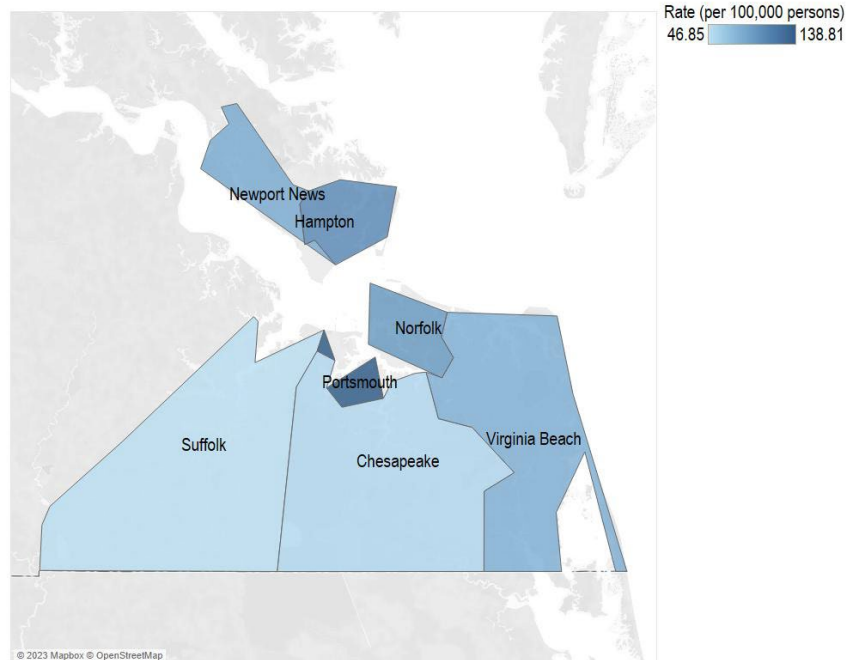 Rate (per 100,000 persons)
46.85 138.81
Newport News
Hampton
Norfolk
Portsmouth
Virginia Beach
Suffolk
Chesapeake
© 2023 Mapbox © OpenStreetMap